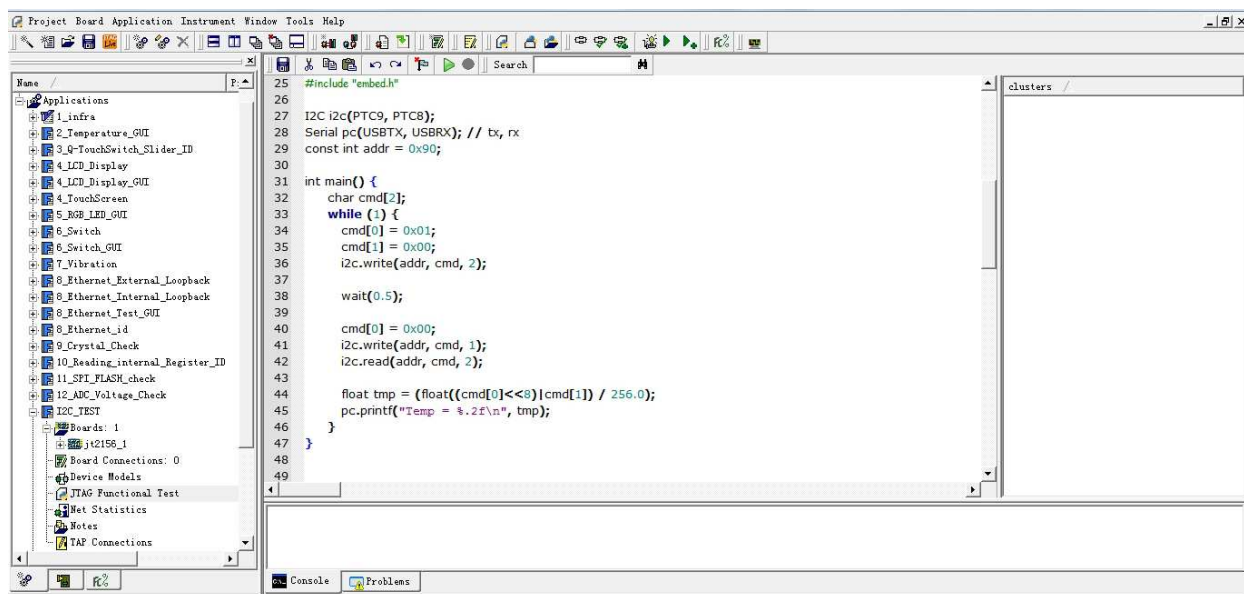 Project Board Application Instrument Window Tools Help
Search
Name
P:
Applications
1_infra
2_Temperature_GUI
3_Q-TouchSwitch_Slider_ID
4_LCD_Display
4_LCD_Display_GUI
4_TouchScreen
5_RGB_LED_GUI
6_Switch
6_Switch_GUI
7_Vibration
8_Ethernet_External_Loopback
8_Ethernet_Internal_Loopback
8_Ethernet_Test_GUI
8_Ethernet_id
9_Crystal_Check
10_Reading_internal_Register_ID
11_SPI_FLASH_check
12_ADC_Voltage_Check
I2C_TEST
Boards: 1
jt2156_1
Board Connections: 0
Device Models
JTAG Functional Test
Net Statistics
Notes
TAP Connections
25 #include "embed.h"
26
27 I2C i2c(PTC9, PTC8);
28 Serial pc(USBTX, USBRX); // tx, rx
29 const int addr = 0x90;
30
31 int main() {
32 char cmd[2];
33 while (1) {
34 cmd[0] = 0x01;
35 cmd[1] = 0x00;
36 i2c.write(addr, cmd, 2);
37
38 wait(0.5);
39
40 cmd[0] = 0x00;
41 i2c.write(addr, cmd, 1);
42 i2c.read(addr, cmd, 2);
43
44 float tmp = (float((cmd[0]<<8)|cmd[1]) / 256.0);
45 pc.printf("Temp = %.2f\n", tmp);
46 }
47 }
48
49
clusters
Console
Problems